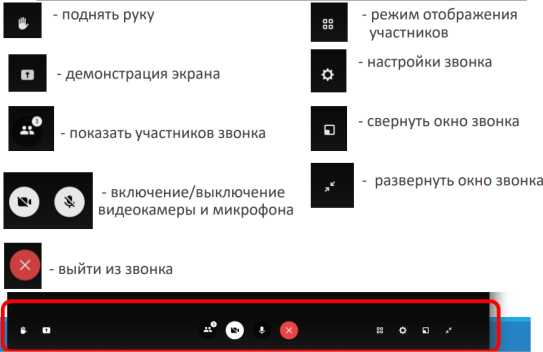 - поднять руку
- демонстрация экрана
- показать участников звонка
- включение/выключение
видеокамеры и микрофона
- выйти из звонка
- режим отображения
участников
- настройки звонка
- свернуть окно звонка
- развернуть окно звонка